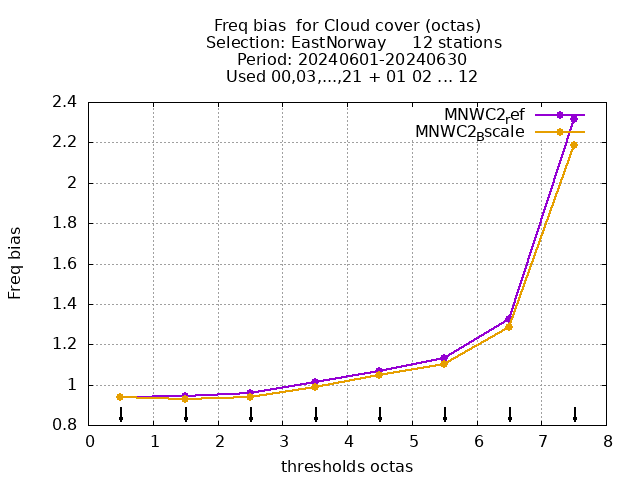 Freq bias  for Cloud cover (octas)
Selection: EastNorway     12 stations
Period: 20240601-20240630
Used 00,03,...,21 + 01 02 ... 12
MNWC2ref
MNWC2Bscale
2.4
2.2
2
1.8
1.6
1.4
1.2
1
0.8
Freq bias
0 1 2 3 4 5 6 7 8
thresholds octas